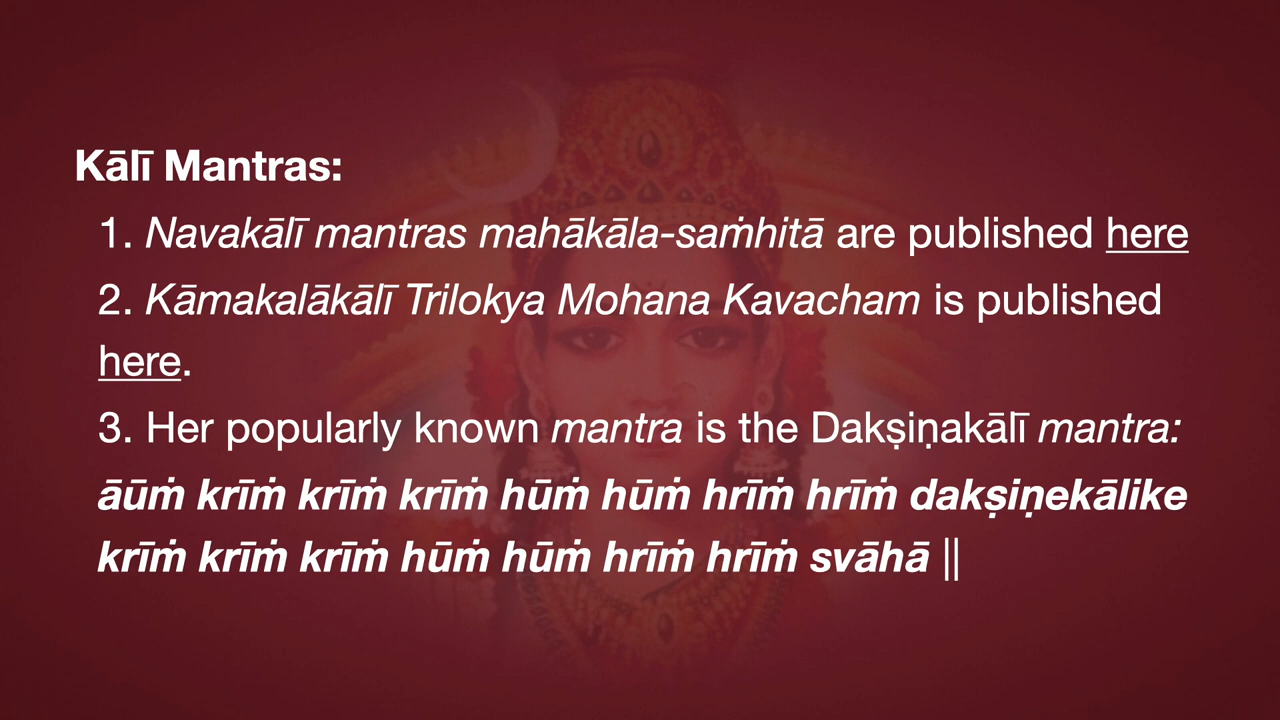 Kālī Mantras:
1. Navakālī mantras mahākāla-saṁhitā are published here
2. Kāmakalākālī Trilokya Mohana Kavacham is published
here.
3. Her popularly known mantra is the Dakṣiṇakālī mantra:
āūṁ krīṁ krīṁ krīṁ hūṁ hūṁ hrīṁ hrīṁ dakṣiṇekālike
krīṁ krīṁ krīṁ hūṁ hūṁ hrīṁ hrīṁ svāhā ||